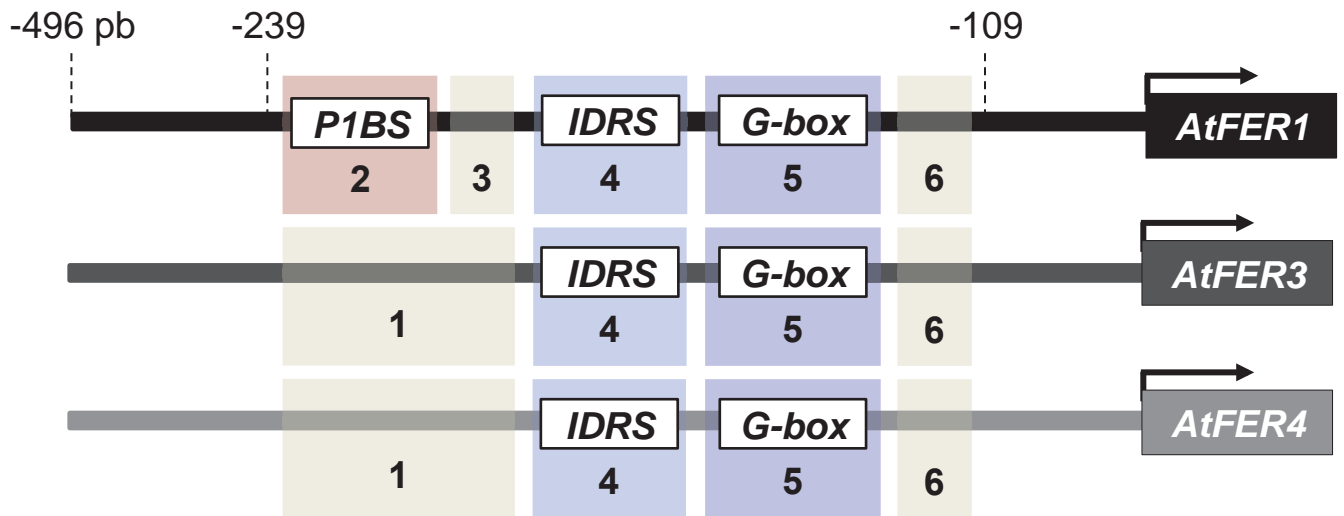 -496 pb -239 -109
P1BS IDRS G-box AtFER1
2 3 4 5 6
IDRS G-box AtFER3
1 4 5 6
IDRS G-box AtFER4
1 4 5 6